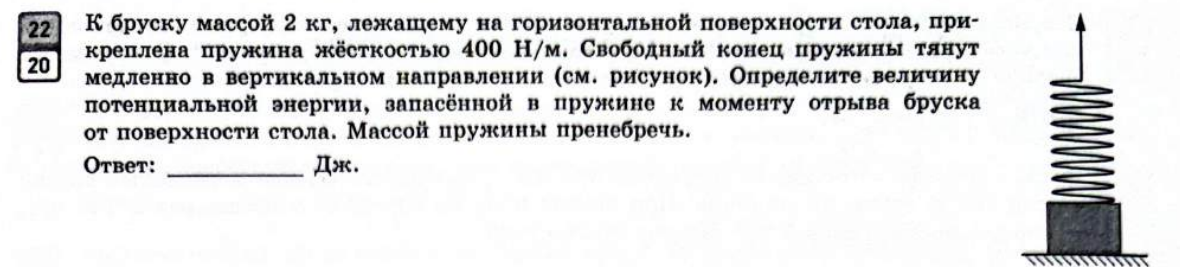 22
20
К бруску массой 2 кг, лежащему на горизонтальной поверхности стола, при-
креплена пружина жёсткостью 400 Н/м. Свободный конец пружины тянут
медленно в вертикальном направлении (см. рисунок). Определите величину
потенциальной энергии, запасённой в пружине к моменту отрыва бруска
от поверхности стола. Массой пружины пренебречь.
Ответ: ____________ Дж.